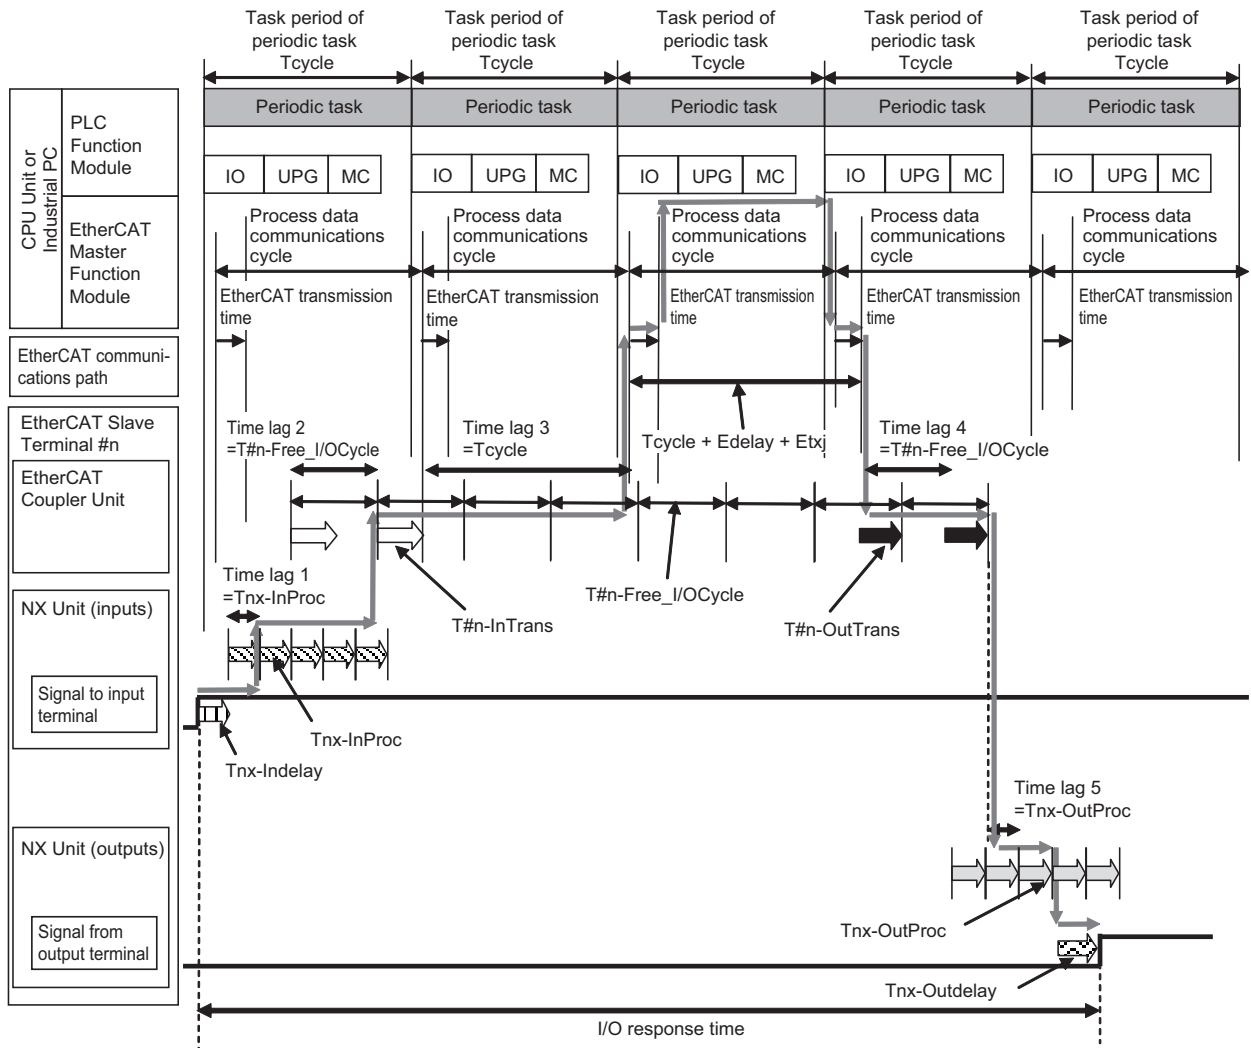 Task period of
periodic task
Tcycle
Task period of
periodic task
Tcycle
Task period of
periodic task
Tcycle
Task period of
periodic task
Tcycle
Task period of
periodic task
Tcycle
Periodic task
Periodic task
Periodic task
Periodic task
Periodic task
CPU Unit or
Industrial PC
PLC
Function
Module
IO UPG MC
IO UPG MC
IO UPG MC
IO UPG MC
IO UPG MC
EtherCAT
Master
Function
Module
Process data
communications
cycle
Process data
communications
cycle
Process data
communications
cycle
Process data
communications
cycle
Process data
communications
cycle
EtherCAT transmission
time
EtherCAT transmission
time
EtherCAT transmission
time
EtherCAT transmission
time
EtherCAT transmission
time
EtherCAT communi-
cations path
EtherCAT Slave
Terminal #n
Time lag 2
=T#n-Free_I/OCycle
Time lag 3
=Tcycle
Tcycle + Edelay + Etxj
Time lag 4
=T#n-Free_I/OCycle
EtherCAT
Coupler Unit
Time lag 1
=Tnx-InProc
T#n-InTrans
T#n-Free_I/OCycle
T#n-OutTrans
NX Unit (inputs)
Signal to input
terminal
Tnx-InProc
Tnx-Indelay
Time lag 5
=Tnx-OutProc
NX Unit (outputs)
Signal from
output terminal
Tnx-OutProc
Tnx-Outdelay
I/O response time